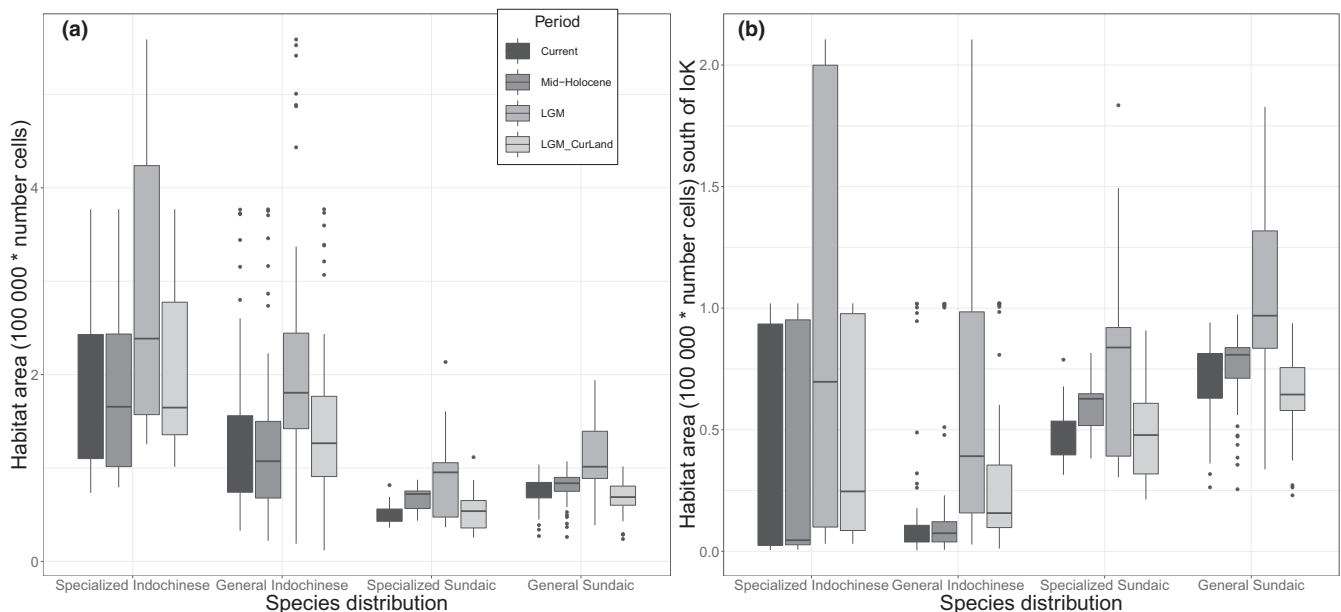 (a)
Period
Current
Mid-Holocene
LGM
LGM_CurLand
Habitat area (100 000 * number cells)
4
2
0
Specialized Indochinese General Indochinese Specialized Sundaic General Sundaic
Species distribution
(b)
Habitat area (100 000 * number cells) south of IoK
2.0
1.5
1.0
0.5
0.0
Specialized Indochinese General Indochinese Specialized Sundaic General Sundaic
Species distribution